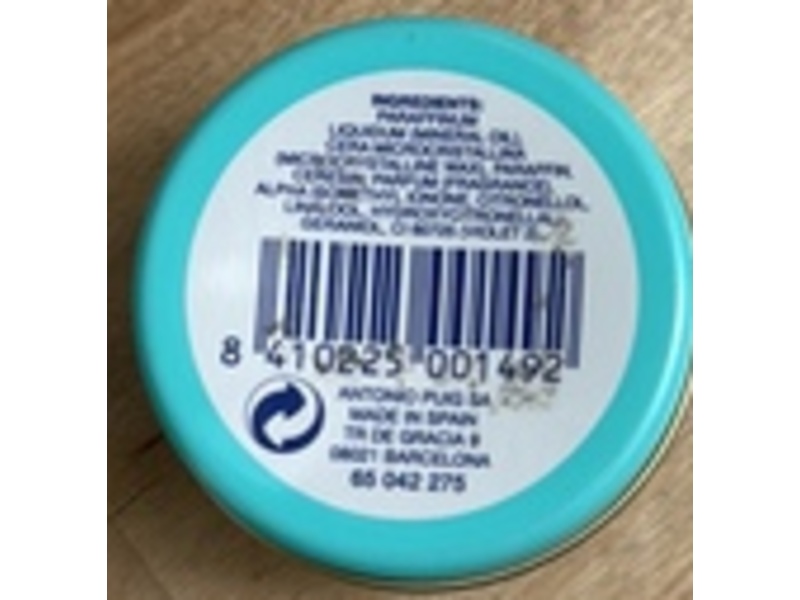 INGREDIENTS:
PARAFFINUM
LIQUIDUM (MINERAL OIL),
CERA MICROCRISTALLINA
(MICROCRYSTALLINE WAX), PARAFFIN,
CERESIN, PARFUM (FRAGRANCE),
ALPHA ISOMETHYL IONONE, CITRONELLOL,
LINALOOL, HYDROXYCITRONELLAL,
GERANIOL, CI 60725 (VIOLET 2). 2
8 410225 001492
ANTONIO PUIG SA
MADE IN SPAIN
TR DE GRACIA 9
08021 BARCELONA
65 042 275